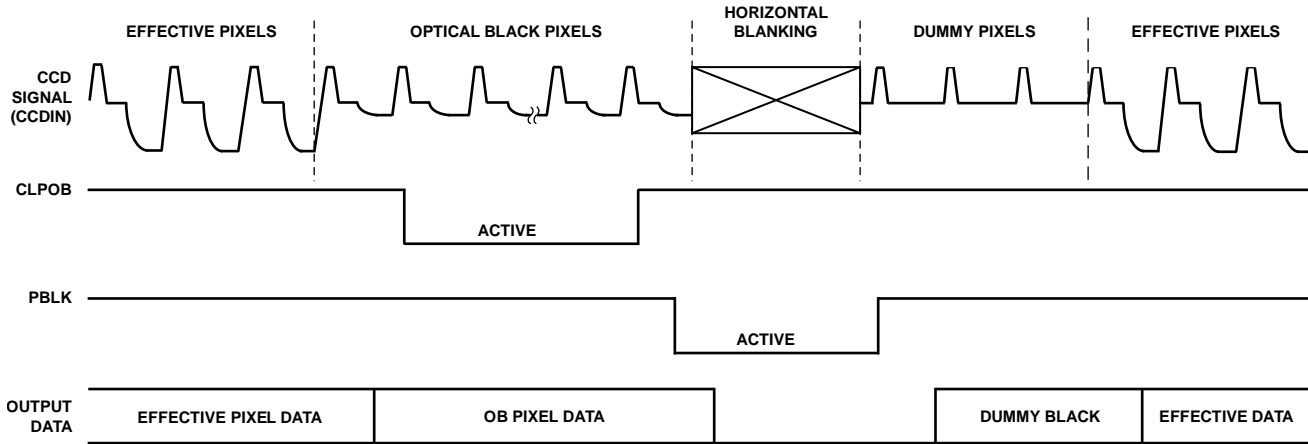 EFFECTIVE PIXELS
OPTICAL BLACK PIXELS
HORIZONTAL
BLANKING
DUMMY PIXELS
EFFECTIVE PIXELS
CCD
SIGNAL
(CCDIN)
CLPOB
ACTIVE
PBLK
ACTIVE
OUTPUT
DATA
EFFECTIVE PIXEL DATA
OB PIXEL DATA
DUMMY BLACK
EFFECTIVE DATA